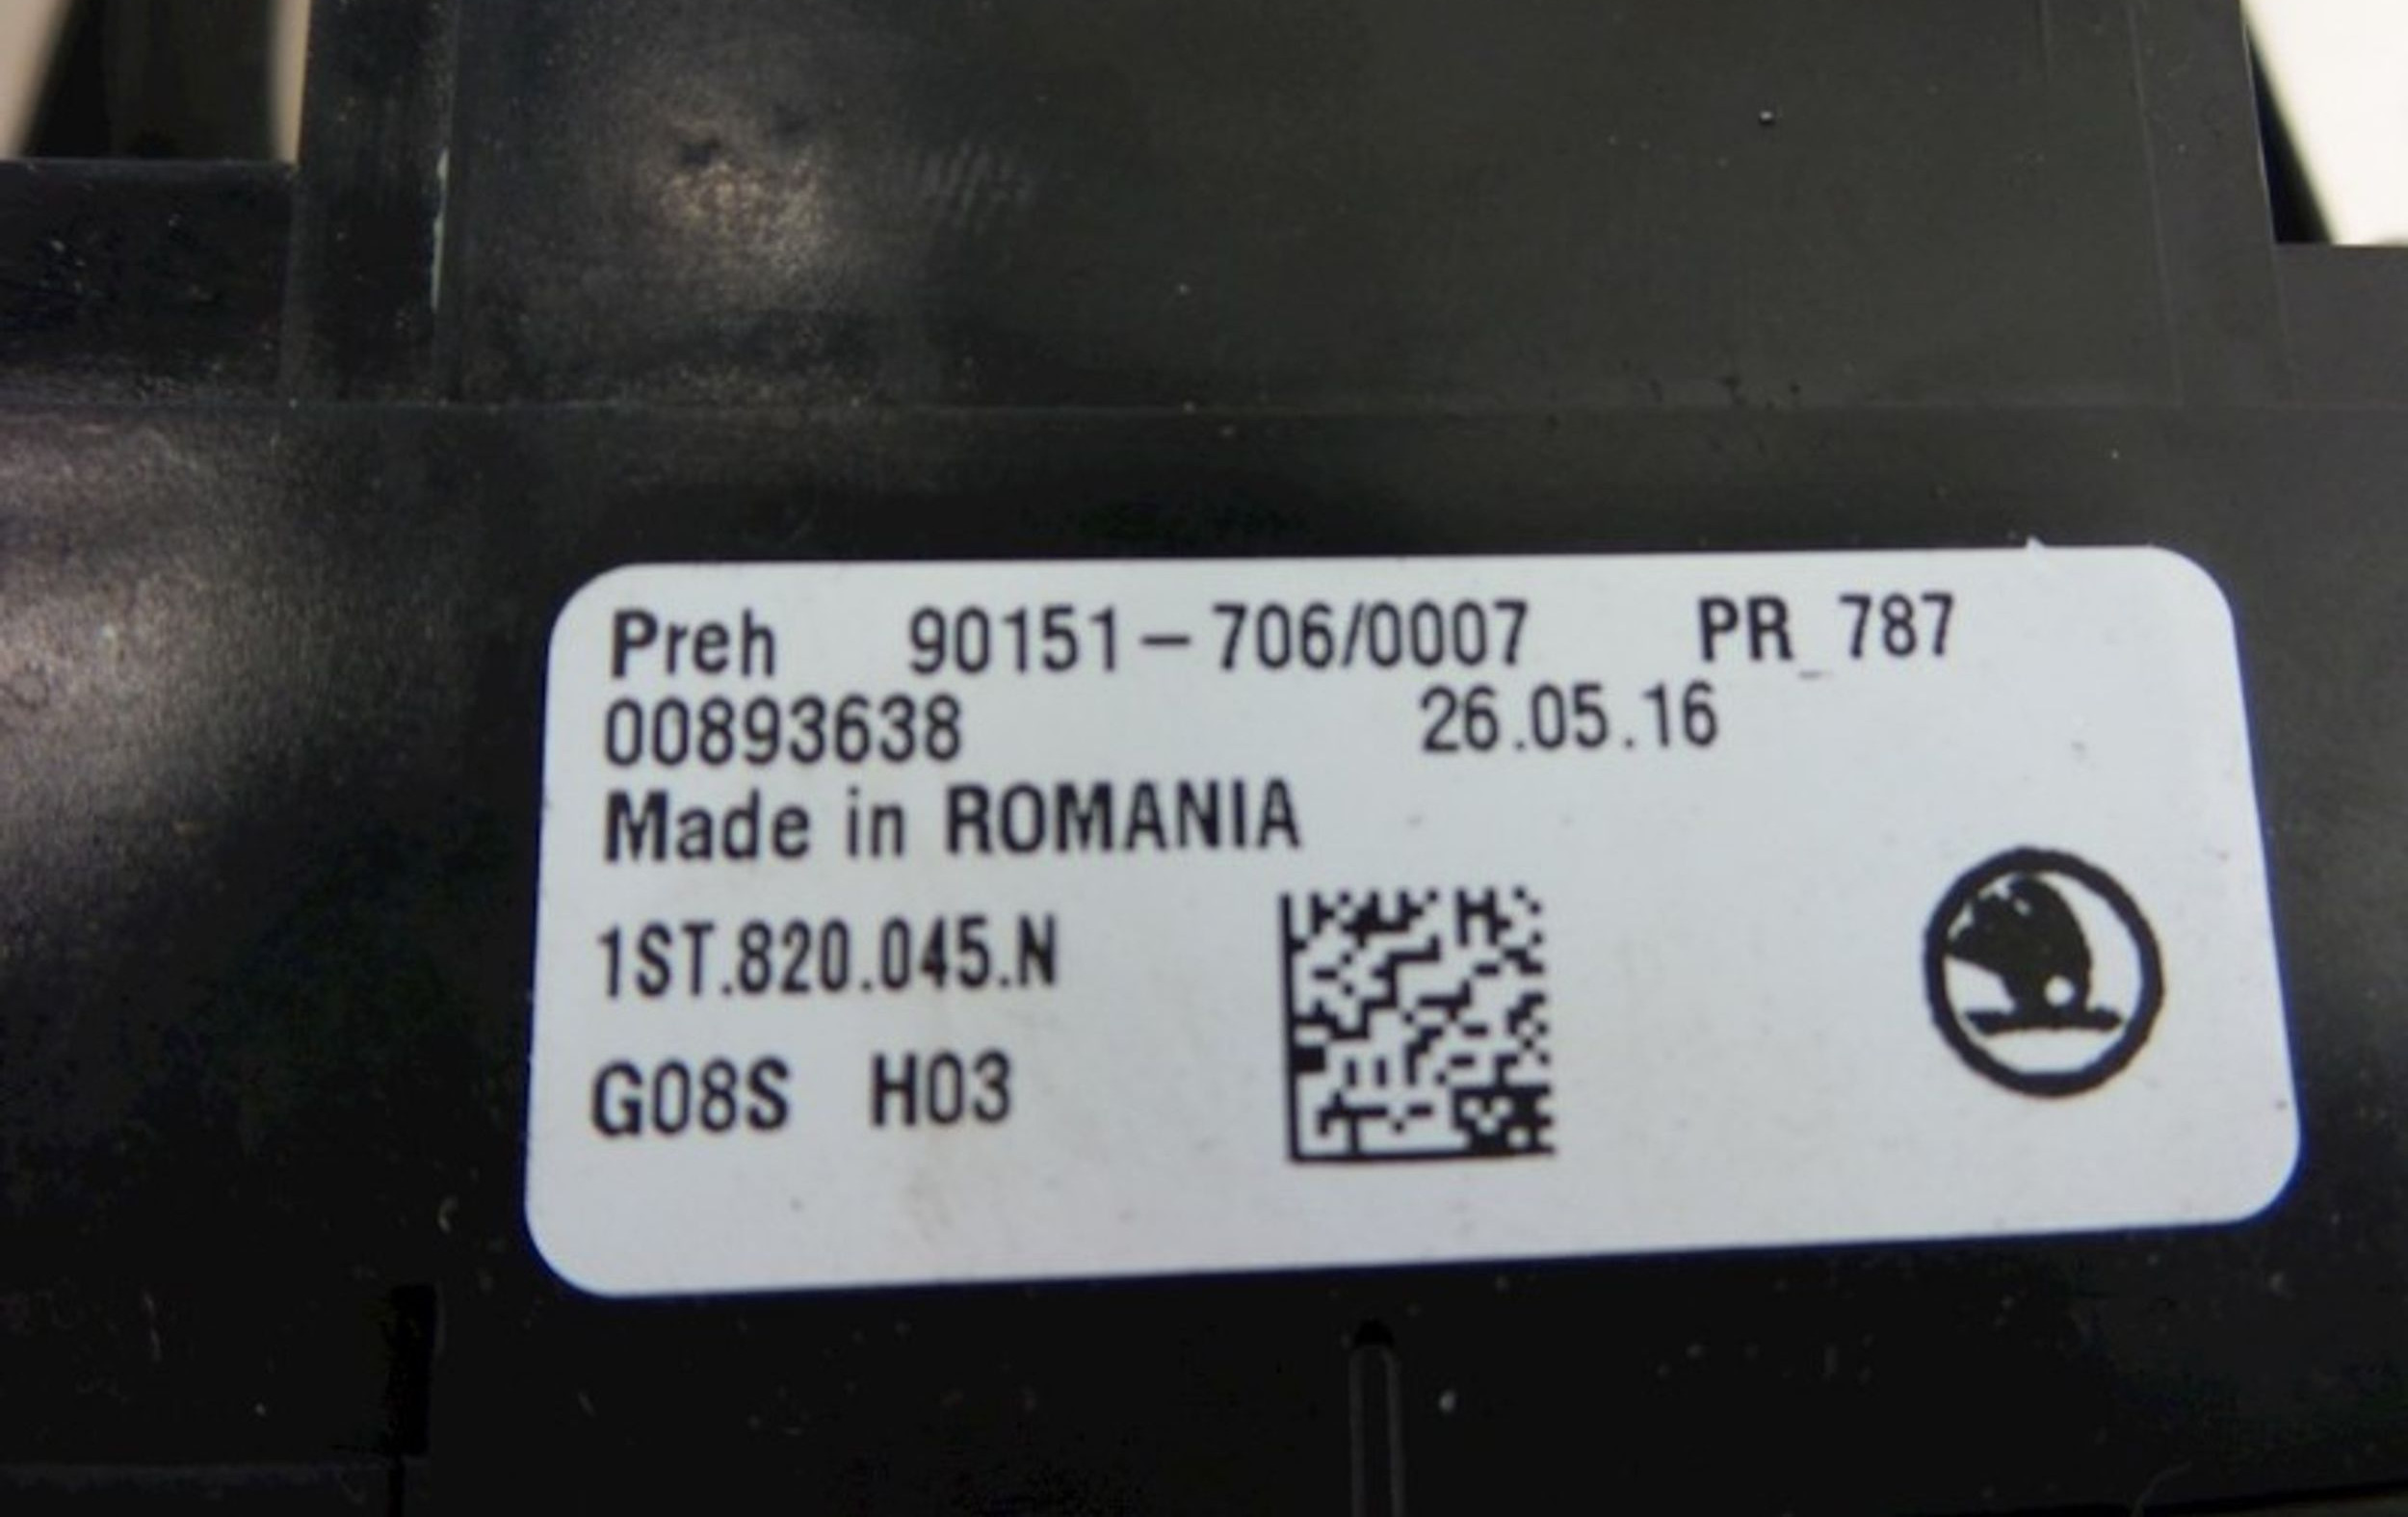 Preh 90151-706/0007 PR_787
00893638 26.05.16
Made in ROMANIA
1ST.820.045.N
G08S H03